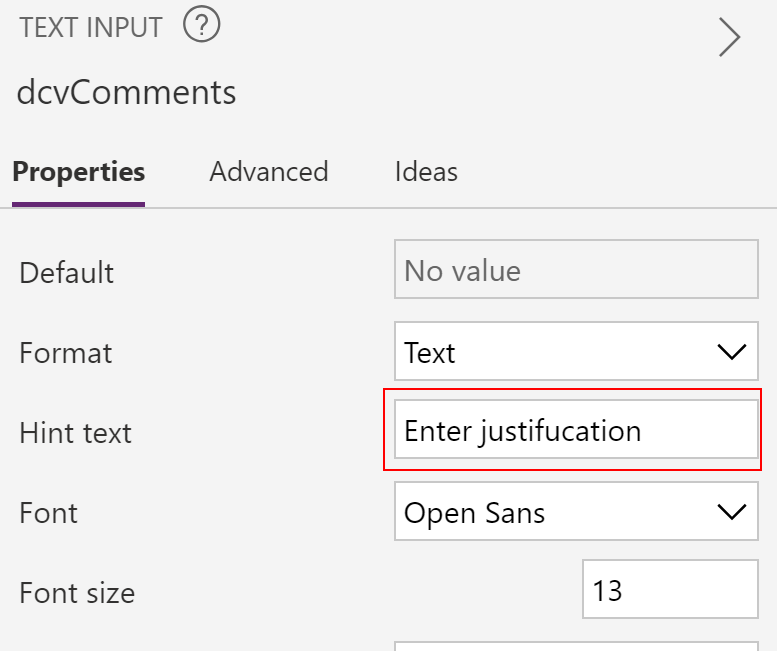 TEXT INPUT ?
dcvComments
Properties Advanced Ideas
Default No value
Format Text
Hint text Enter justifucation
Font Open Sans
Font size 13